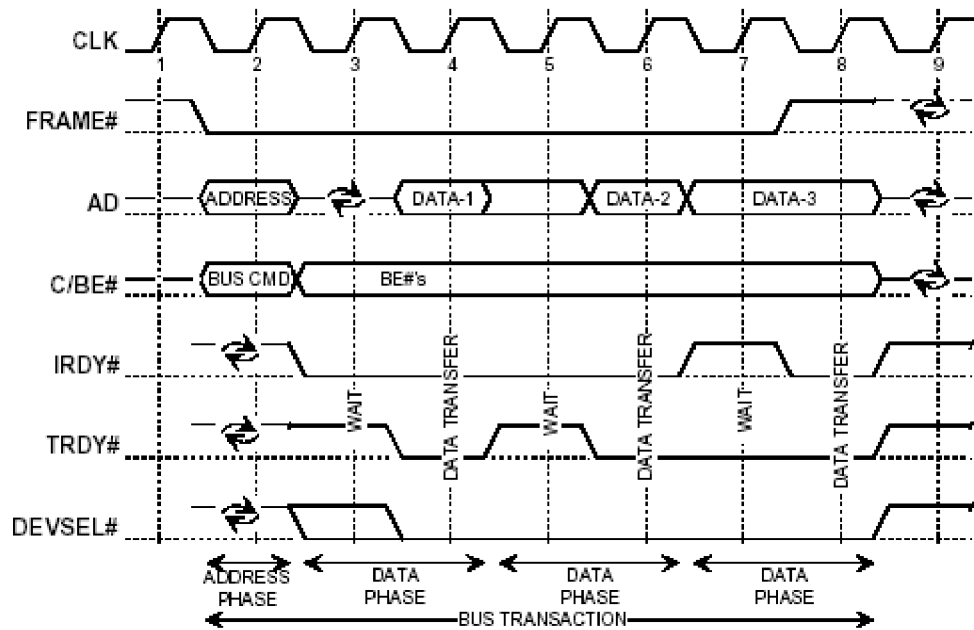 CLK
1 2 3 4 5 6 7 8 9
FRAME#
AD
ADDRESS
DATA-1
DATA-2
DATA-3
C/BE#
BUS CMD
BE#'s
IRDY#
WAIT
DATA TRANSFER
WAIT
DATA TRANSFER
WAIT
DATA TRANSFER
TRDY#
DEVSEL#
ADDRESS
PHASE
DATA
PHASE
DATA
PHASE
DATA
PHASE
BUS TRANSACTION